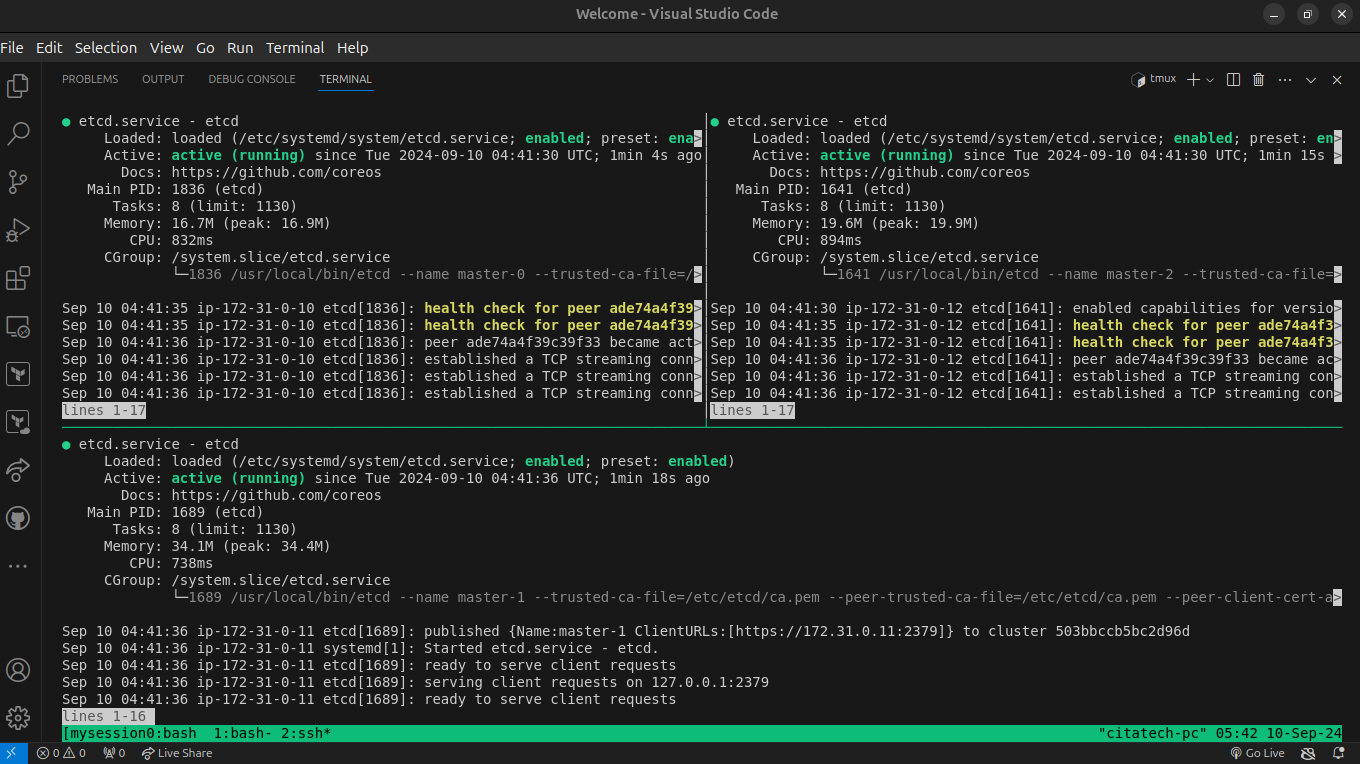 Welcome - Visual Studio Code
File Edit Selection View Go Run Terminal Help
PROBLEMS OUTPUT DEBUG CONSOLE TERMINAL
tmux
● etcd.service - etcd
Loaded: loaded (/etc/systemd/system/etcd.service; enabled; preset: ena>
Active: active (running) since Tue 2024-09-10 04:41:30 UTC; 1min 4s ago
Docs: https://github.com/coreos
Main PID: 1836 (etcd)
Tasks: 8 (limit: 1130)
Memory: 16.7M (peak: 16.9M)
CPU: 832ms
CGroup: /system.slice/etcd.service
└─1836 /usr/local/bin/etcd --name master-0 --trusted-ca-file=/>
Sep 10 04:41:35 ip-172-31-0-10 etcd[1836]: health check for peer ade74a4f39>
Sep 10 04:41:35 ip-172-31-0-10 etcd[1836]: health check for peer ade74a4f39>
Sep 10 04:41:36 ip-172-31-0-10 etcd[1836]: peer ade74a4f39c39f33 became act>
Sep 10 04:41:36 ip-172-31-0-10 etcd[1836]: established a TCP streaming conn>
Sep 10 04:41:36 ip-172-31-0-10 etcd[1836]: established a TCP streaming conn>
Sep 10 04:41:36 ip-172-31-0-10 etcd[1836]: established a TCP streaming conn>
lines 1-17
● etcd.service - etcd
Loaded: loaded (/etc/systemd/system/etcd.service; enabled; preset: en>
Active: active (running) since Tue 2024-09-10 04:41:30 UTC; 1min 15s >
Docs: https://github.com/coreos
Main PID: 1641 (etcd)
Tasks: 8 (limit: 1130)
Memory: 19.6M (peak: 19.9M)
CPU: 894ms
CGroup: /system.slice/etcd.service
└─1641 /usr/local/bin/etcd --name master-2 --trusted-ca-file=>
Sep 10 04:41:30 ip-172-31-0-12 etcd[1641]: enabled capabilities for versio>
Sep 10 04:41:35 ip-172-31-0-12 etcd[1641]: health check for peer ade74a4f3>
Sep 10 04:41:35 ip-172-31-0-12 etcd[1641]: health check for peer ade74a4f3>
Sep 10 04:41:36 ip-172-31-0-12 etcd[1641]: peer ade74a4f39c39f33 became ac>
Sep 10 04:41:36 ip-172-31-0-12 etcd[1641]: established a TCP streaming con>
Sep 10 04:41:36 ip-172-31-0-12 etcd[1641]: established a TCP streaming con>
lines 1-17
● etcd.service - etcd
Loaded: loaded (/etc/systemd/system/etcd.service; enabled; preset: enabled)
Active: active (running) since Tue 2024-09-10 04:41:36 UTC; 1min 18s ago
Docs: https://github.com/coreos
Main PID: 1689 (etcd)
Tasks: 8 (limit: 1130)
Memory: 34.1M (peak: 34.4M)
CPU: 738ms
CGroup: /system.slice/etcd.service
└─1689 /usr/local/bin/etcd --name master-1 --trusted-ca-file=/etc/etcd/ca.pem --peer-trusted-ca-file=/etc/etcd/ca.pem --peer-client-cert-a>
Sep 10 04:41:36 ip-172-31-0-11 etcd[1689]: published {Name:master-1 ClientURLs:[https://172.31.0.11:2379]} to cluster 503bbccb5bc2d96d
Sep 10 04:41:36 ip-172-31-0-11 systemd[1]: Started etcd.service - etcd.
Sep 10 04:41:36 ip-172-31-0-11 etcd[1689]: ready to serve client requests
Sep 10 04:41:36 ip-172-31-0-11 etcd[1689]: serving client requests on 127.0.0.1:2379
Sep 10 04:41:36 ip-172-31-0-11 etcd[1689]: ready to serve client requests
lines 1-16
[mysession0:bash 1:bash- 2:ssh* "citatech-pc" 05:42 10-Sep-24
0 0 0 Live Share Go Live